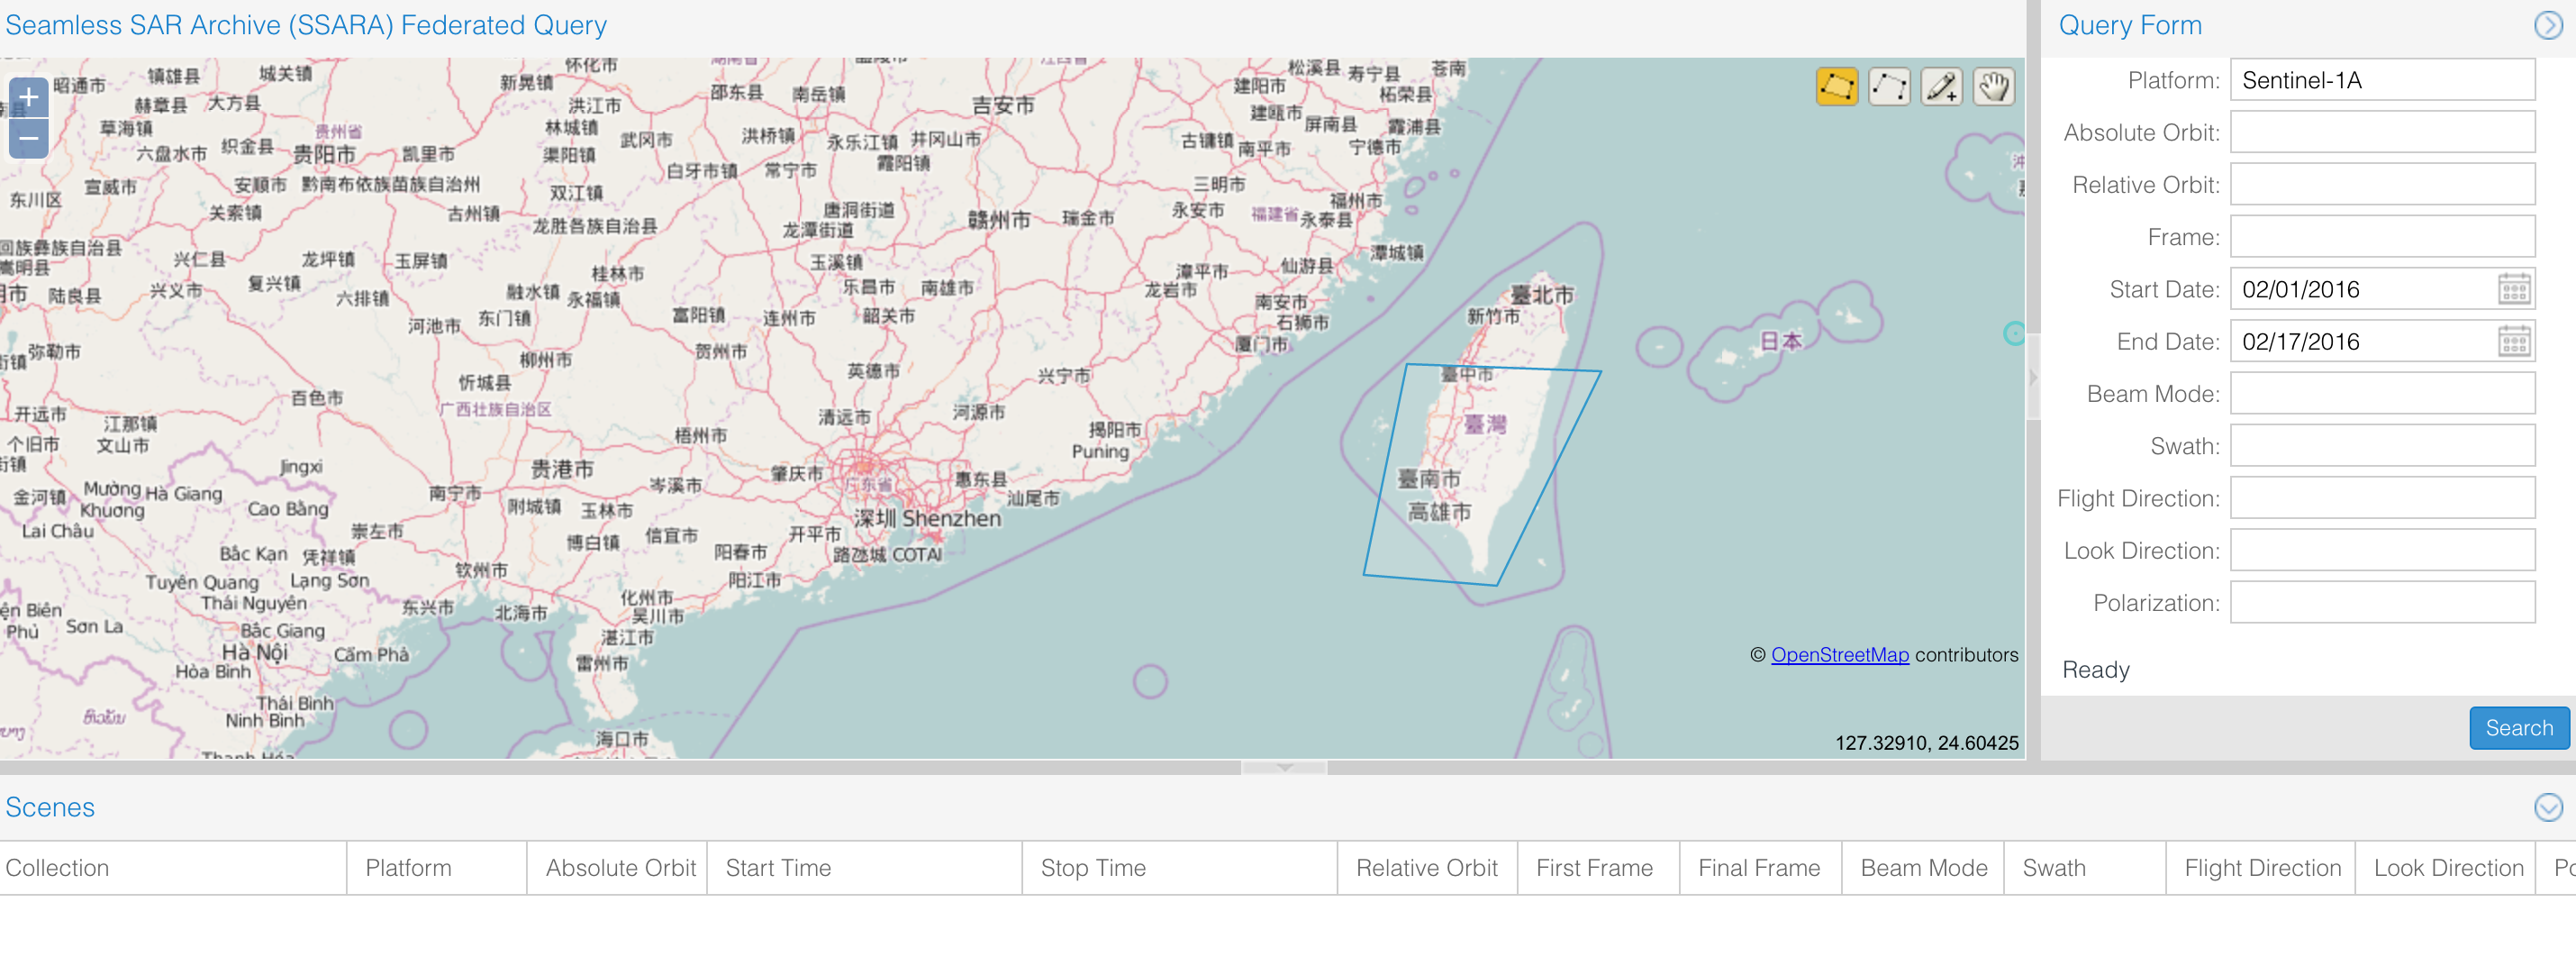 Seamless SAR Archive (SSARA) Federated Query
Query Form
+
−
昭通市
镇雄县
城关镇
新晃镇
怀化市
赫章县
大方县
洪江市
邵东县
南岳镇
吉安市
松溪县
寿宁县
苍南
建阳市
柘荣县
草海镇
贵州省
林城镇
武冈市
洪桥镇
永乐江镇
井冈山市
建瓯市
屏南县
霞浦县
六盘水市
织金县
贵阳市
凯里市
渠阳镇
白牙市镇
常宁市
霞阳镇
古镛镇
南平市
宁德市
东川区
宣威市
安顺市
黔南布依族苗族自治州
双江镇
三明市
关索镇
古州镇
唐洞街道
赣州市
瑞金市
永安市
福建省
福州市
永泰县
龙胜各族自治县
龙潭街道
回族彝族自治县
嵩明县
兴仁县
龙坪镇
玉屏镇
桂林市
玉溪镇
漳平市
仙游县
潭城镇
陆良县
兴义市
复兴镇
六排镇
融水镇
永福镇
乐昌市
南雄市
龙岩市
南安市
石狮市
臺北市
新竹市
河池市
东门镇
富阳镇
连州市
韶关市
弥勒市
柳州市
贺州市
厦门市
日本
忻城县
英德市
兴宁市
臺中市
百色市
广西壮族自治区
开远市
江那镇
清远市
河源市
臺灣
个旧市
文山市
梧州市
揭阳市
Puning
Jingxi
贵港市
肇庆市
广东省
惠东县
汕尾市
臺南市
金河镇
Mường Khương
Hà Giang
Cao Bằng
南宁市
附城镇
玉林市
岑溪市
深圳 Shenzhen
高雄市
Lai Châu
崇左市
博白镇
信宜市
阳春市
开平市
路氹城 COTAI
Bắc Kạn
凭祥镇
Tuyên Quang
Lạng Sơn
钦州市
阳江市
Thái Nguyên
东兴市
北海市
化州市
吴川市
Phủ
Sơn La
Bắc Giang
湛江市
Hà Nội
Cẩm Phả
Hòa Bình
雷州市
Thái Bình
Ninh Bình
海口市
© OpenStreetMap contributors
127.32910, 24.60425
Platform: Sentinel-1A
Absolute Orbit:
Relative Orbit:
Frame:
Start Date: 02/01/2016
End Date: 02/17/2016
Beam Mode:
Swath:
Flight Direction:
Look Direction:
Polarization:
Ready
Search
Scenes
Collection Platform Absolute Orbit Start Time Stop Time Relative Orbit First Frame Final Frame Beam Mode Swath Flight Direction Look Direction